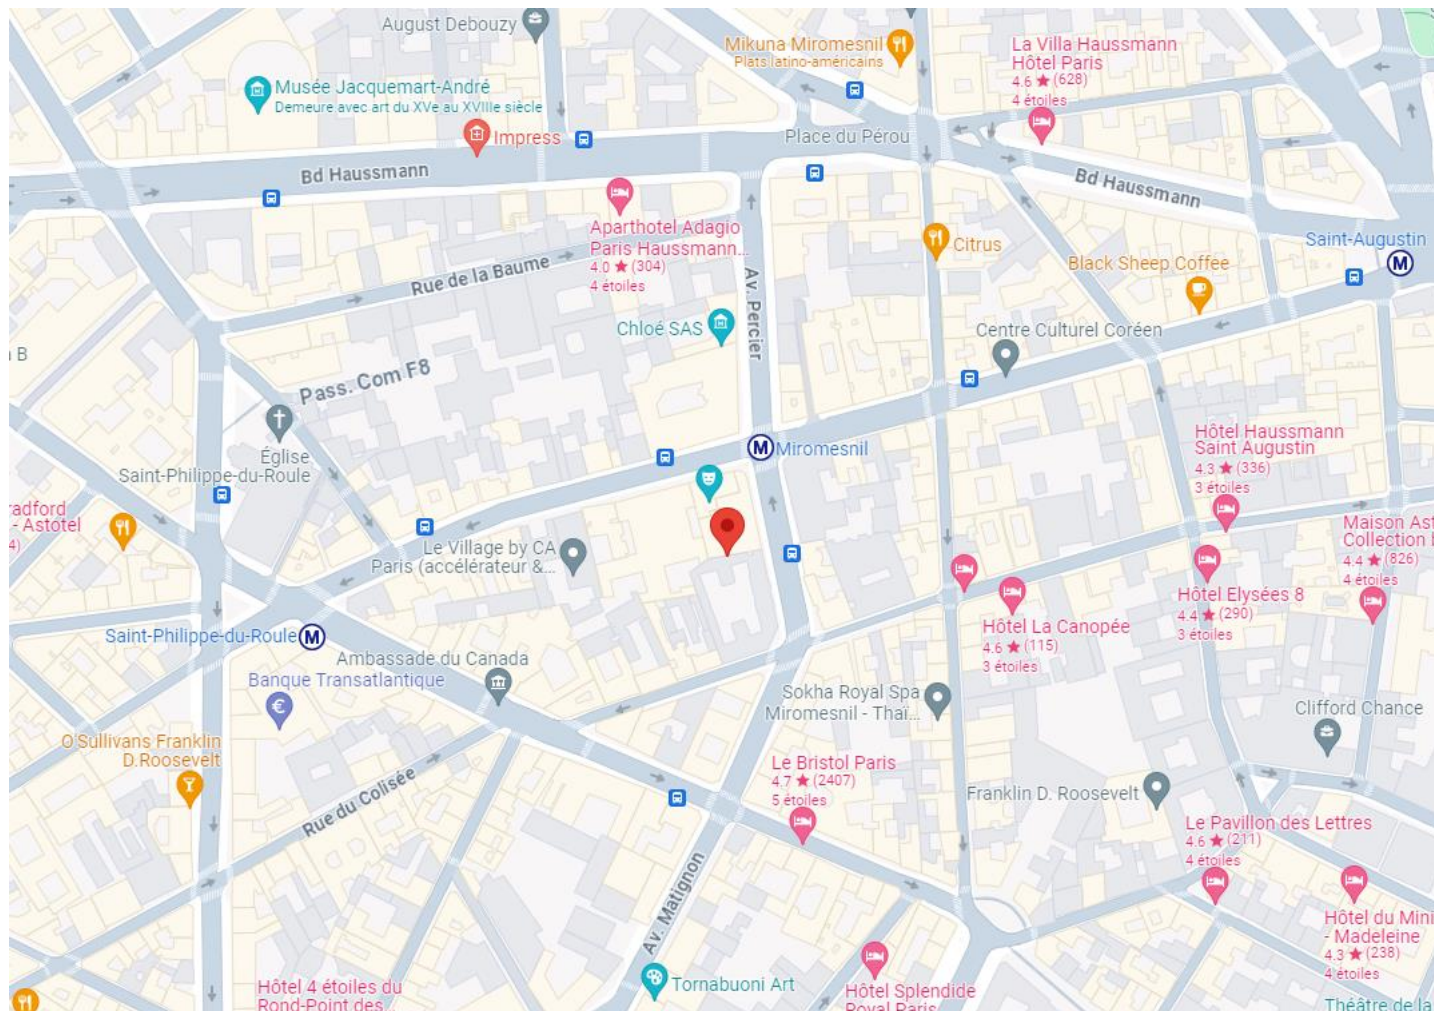 August Debouzy
Mikuna Miromesnil
Plats latino-américains
La Villa Haussmann
Hôtel Paris
4.6 ★ (628)
4 étoiles
Musée Jacquemart-André
Demeure avec art du XVe au XVIIIe siècle
Impress
Place du Pérou
Bd Haussmann
Bd Haussmann
Aparthotel Adagio
Paris Haussmann...
4.0 ★ (304)
4 étoiles
Citrus
Saint-Augustin
M
Rue de la Baume
Black Sheep Coffee
Av. Percier
Chloé SAS
Centre Culturel Coréen
B
Pass. Com F8
Église
Saint-Philippe-du-Roule
M
Miromesnil
Hôtel Haussmann
Saint Augustin
4.3 ★ (336)
3 étoiles
radford
- Astotel
4)
Maison Ast
Collection
4.4 ★ (826)
4 étoiles
Le Village by CA
Paris (accélérateur &...
Hôtel Elysées 8
4.4 ★ (290)
3 étoiles
Hôtel La Canopée
4.6 ★ (115)
3 étoiles
Saint-Philippe-du-Roule
M
Ambassade du Canada
Banque Transatlantique
€
Sokha Royal Spa
Miromesnil - Thaï...
Clifford Chance
O'Sullivans Franklin
D.Roosevelt
Le Bristol Paris
4.7 ★ (2407)
5 étoiles
Franklin D. Roosevelt
Rue du Colisée
Le Pavillon des Lettres
4.6 ★ (211)
4 étoiles
Av. Matignon
Hôtel du Mini
- Madeleine
4.3 ★ (238)
4 étoiles
Tornabuoni Art
Hôtel 4 étoiles du
Rond-Point des...
Hôtel Splendide
Royal Paris
Théâtre de la